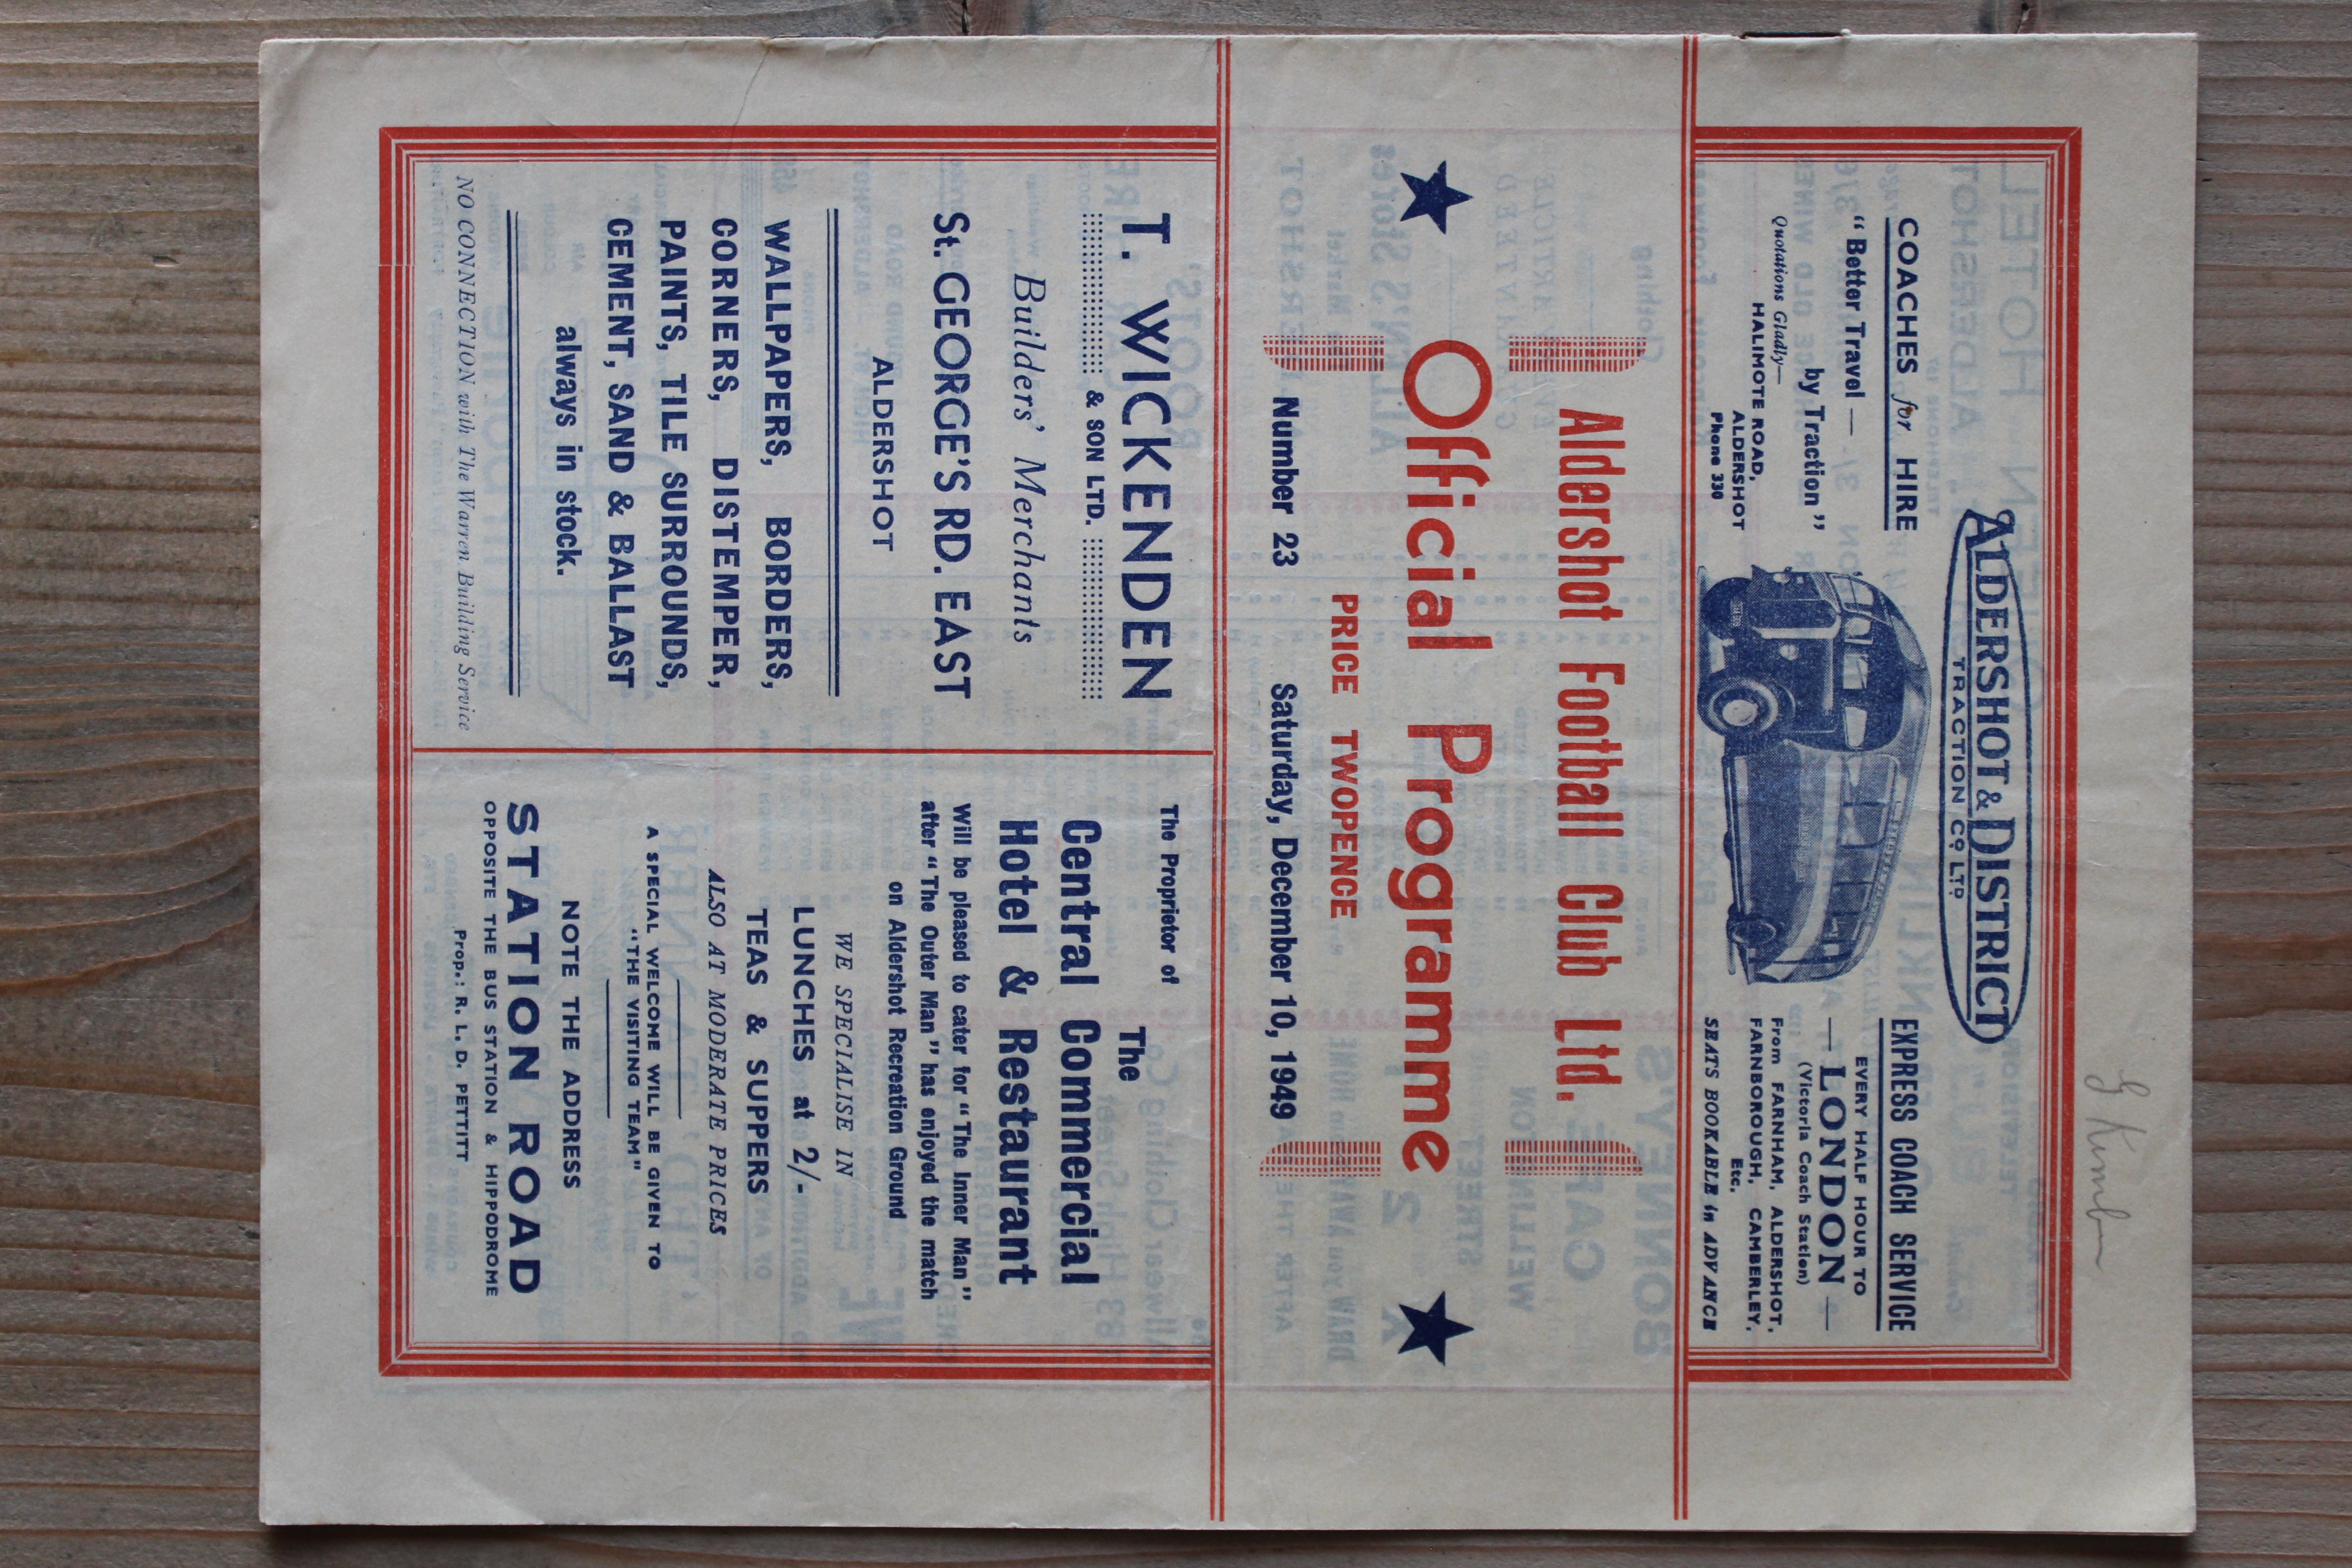 ALDERSHOT & DISTRICT
TRACTION CO. LTD.
COACHES for HIRE
"Better Travel —
by Traction"
Quotations Gladly—
HALIMOTE ROAD,
ALDERSHOT
Phone 330
EXPRESS COACH SERVICE
EVERY HALF HOUR TO
— LONDON —
(Victoria Coach Station)
From FARNHAM, ALDERSHOT,
FARNBOROUGH, CAMBERLEY,
Etc.
SEATS BOOKABLE in ADVANCE
Aldershot Football Club Ltd.
Official Programme
PRICE TWOPENCE
Number 23 Saturday, December 10, 1949
T. WICKENDEN
& SON LTD.
Builders' Merchants
St. GEORGE'S RD. EAST
ALDERSHOT
WALLPAPERS, BORDERS,
CORNERS, DISTEMPER,
PAINTS, TILE SURROUNDS,
CEMENT, SAND & BALLAST
always in stock.
NO CONNECTION with The Warren Building Service
The Proprietor of
The
Central Commercial
Hotel & Restaurant
Will be pleased to cater for "The Inner Man"
after "The Outer Man" has enjoyed the match
on Aldershot Recreation Ground
WE SPECIALISE IN
LUNCHES at 2/-
TEAS & SUPPERS
ALSO AT MODERATE PRICES
A SPECIAL WELCOME WILL BE GIVEN TO
"THE VISITING TEAM"
NOTE THE ADDRESS
STATION ROAD
OPPOSITE THE BUS STATION & HIPPODROME
Prop.: R. L. D. PETTITT